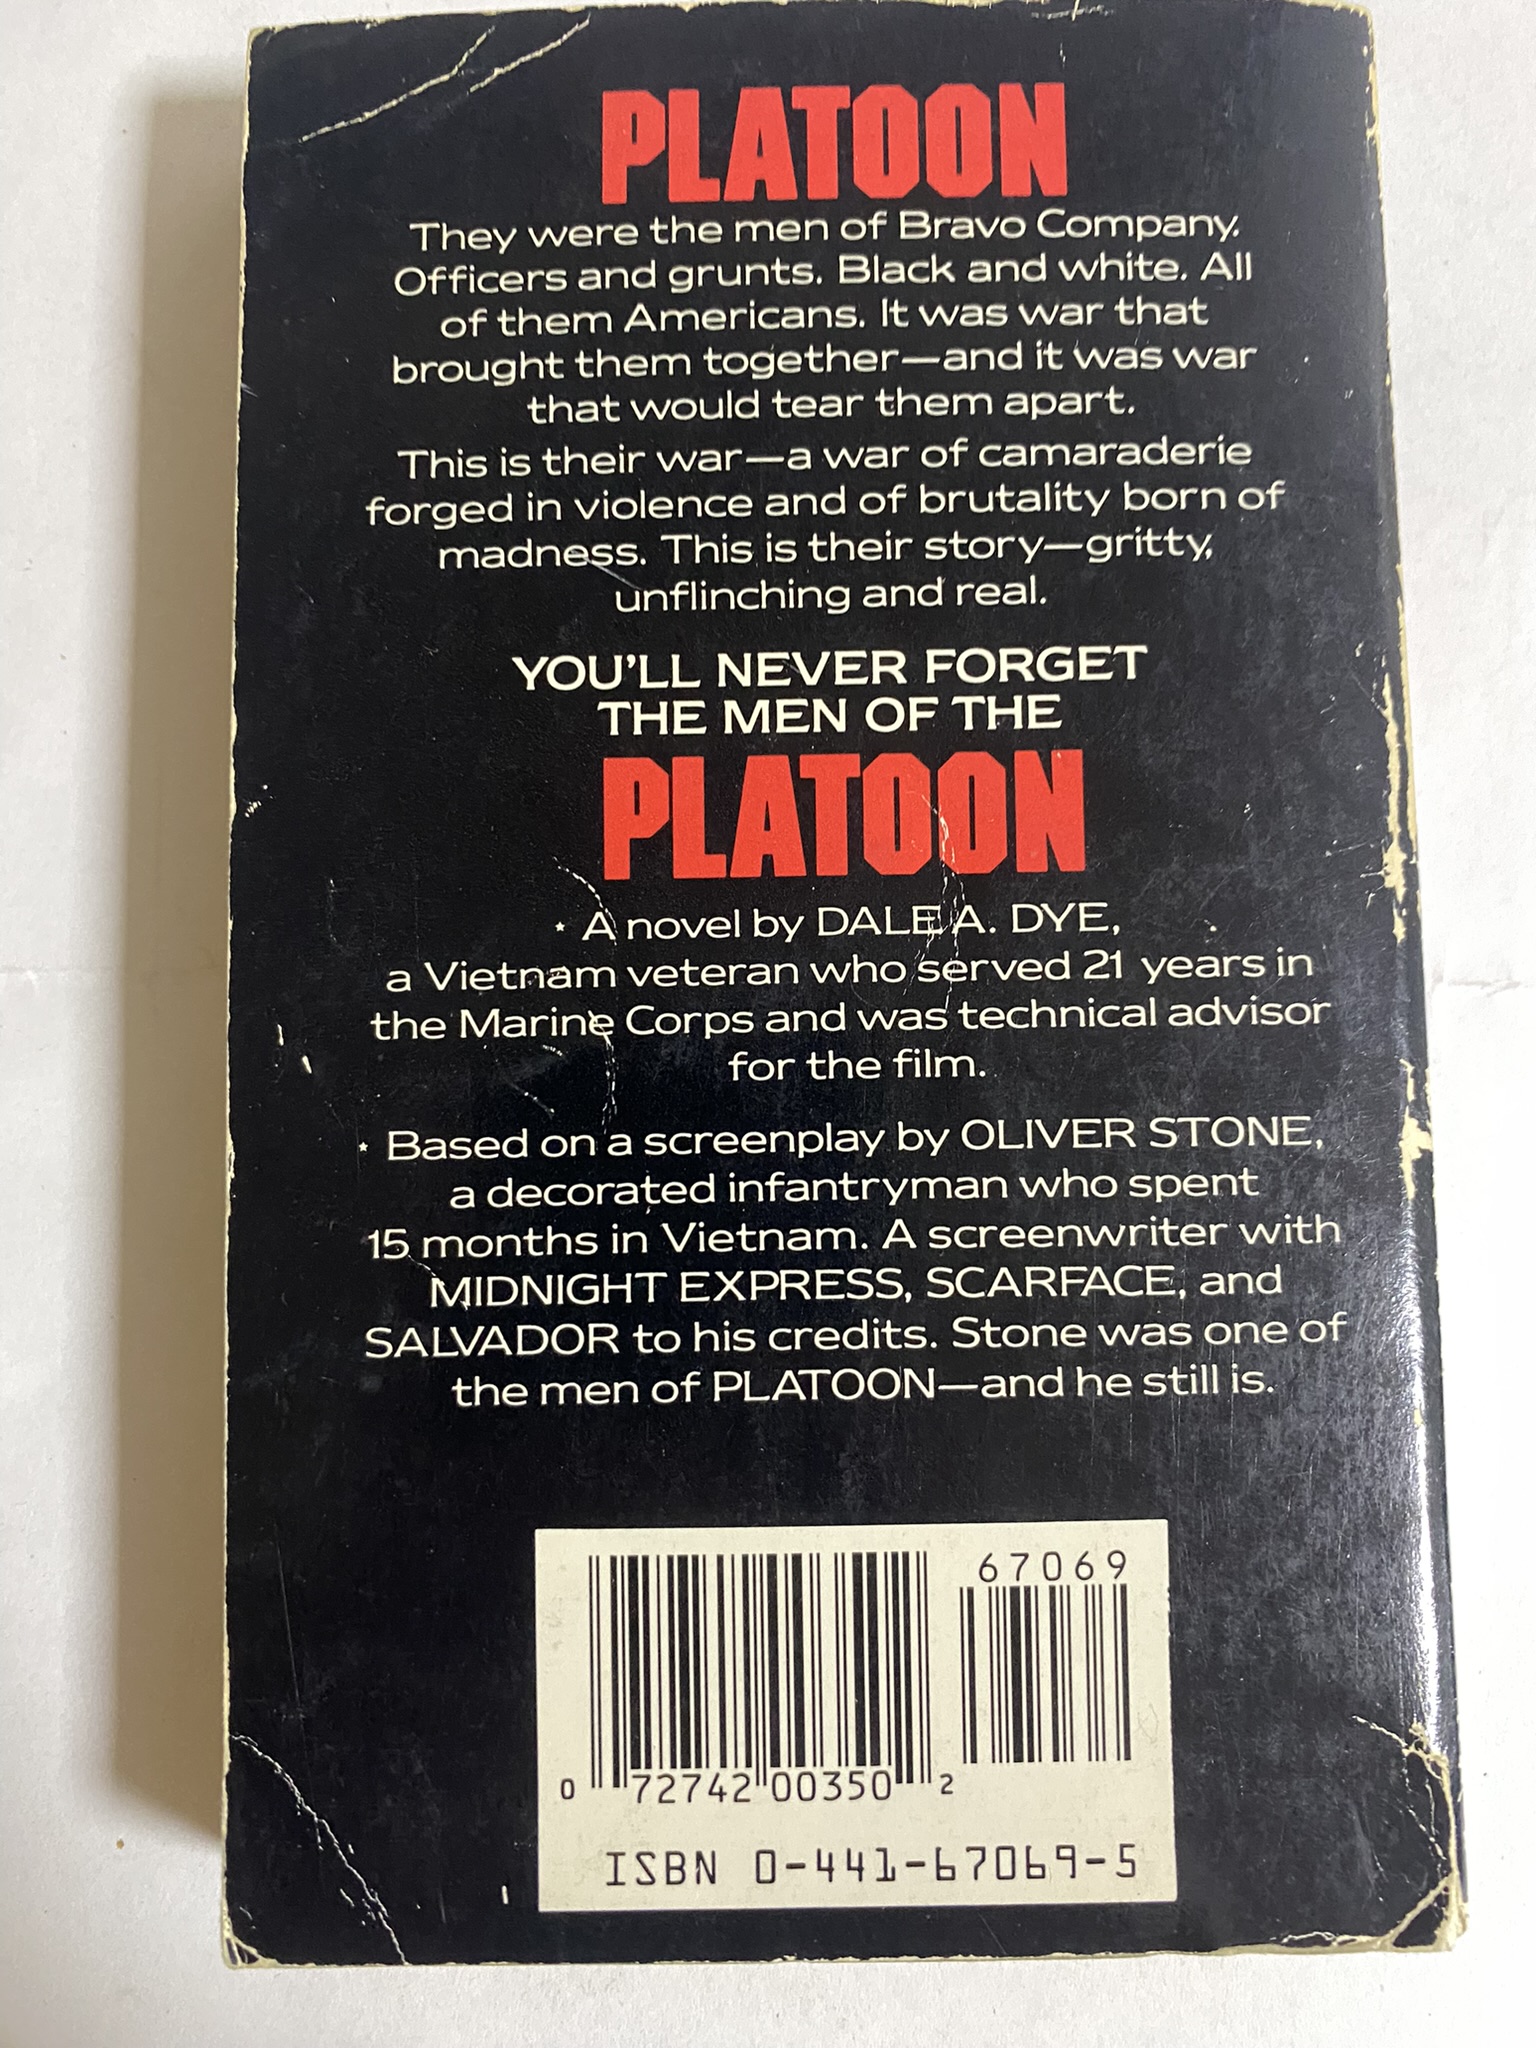 PLATOON
They were the men of Bravo Company.
Officers and grunts. Black and white. All
of them Americans. It was war that
brought them together—and it was war
that would tear them apart.
This is their war—a war of camaraderie
forged in violence and of brutality born of
madness. This is their story—gritty,
unflinching and real.
YOU'LL NEVER FORGET
THE MEN OF THE
PLATOON
* A novel by DALE A. DYE,
a Vietnam veteran who served 21 years in
the Marine Corps and was technical advisor
for the film.
* Based on a screenplay by OLIVER STONE,
a decorated infantryman who spent
15 months in Vietnam. A screenwriter with
MIDNIGHT EXPRESS, SCARFACE, and
SALVADOR to his credits. Stone was one of
the men of PLATOON—and he still is.
67069
0 72742 00350 2
ISBN 0-441-67069-5